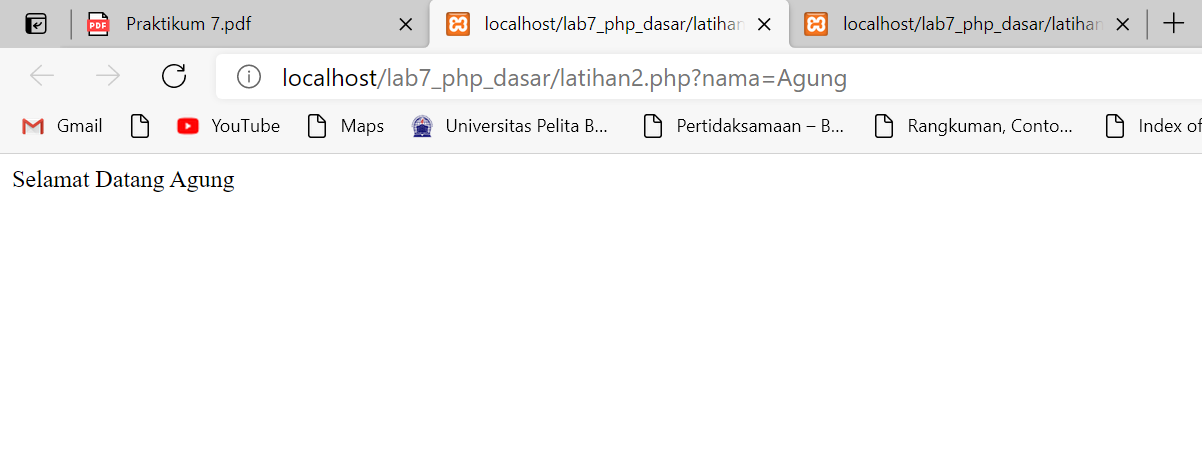 Praktikum 7.pdf localhost/lab7_php_dasar/latihan localhost/lab7_php_dasar/latihan
localhost/lab7_php_dasar/latihan2.php?nama=Agung
Gmail YouTube Maps Universitas Pelita B... Pertidaksamaan – B... Rangkuman, Conto... Index of
Selamat Datang Agung